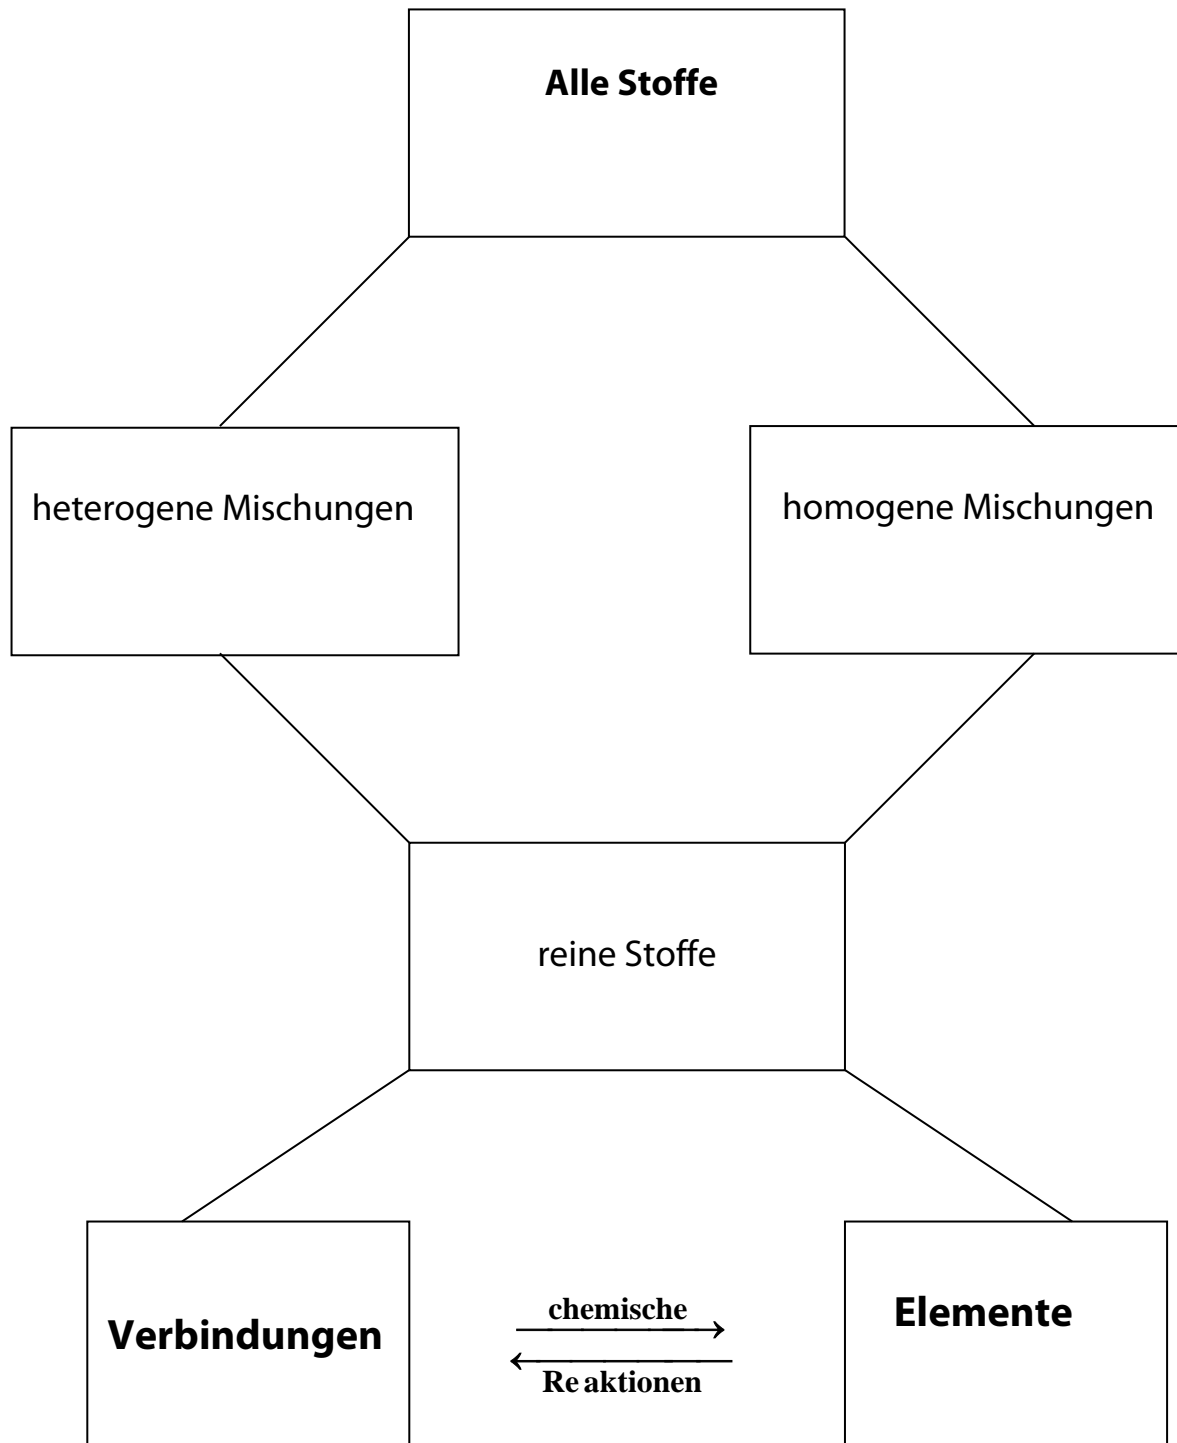 Alle Stoffe
heterogene Mischungen
homogene Mischungen
reine Stoffe
Verbindungen
chemische
Re aktionen
Elemente